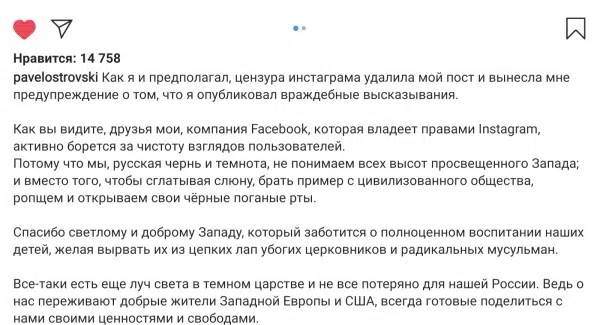 Нравится: 14 758
pavelostrovski Как я и предполагал, цензура инстаграма удалила мой пост и вынесла мне
предупреждение о том, что я опубликовал враждебные высказывания.
Как вы видите, друзья мои, компания Facebook, которая владеет правами Instagram,
активно борется за чистоту взглядов пользователей.
Потому что мы, русская чернь и темнота, не понимаем всех высот просвещенного Запада;
и вместо того, чтобы сглатывая слюну, брать пример с цивилизованного общества,
ропщем и открываем свои чёрные поганые рты.
Спасибо светлому и доброму Западу, который заботится о полноценном воспитании наших
детей, желая вырвать их из цепких лап убогих церковников и радикальных мусульман.
Все-таки есть еще луч света в темном царстве и не все потеряно для нашей России. Ведь о
нас переживают добрые жители Западной Европы и США, всегда готовые поделиться с
нами своими ценностями и свободами.